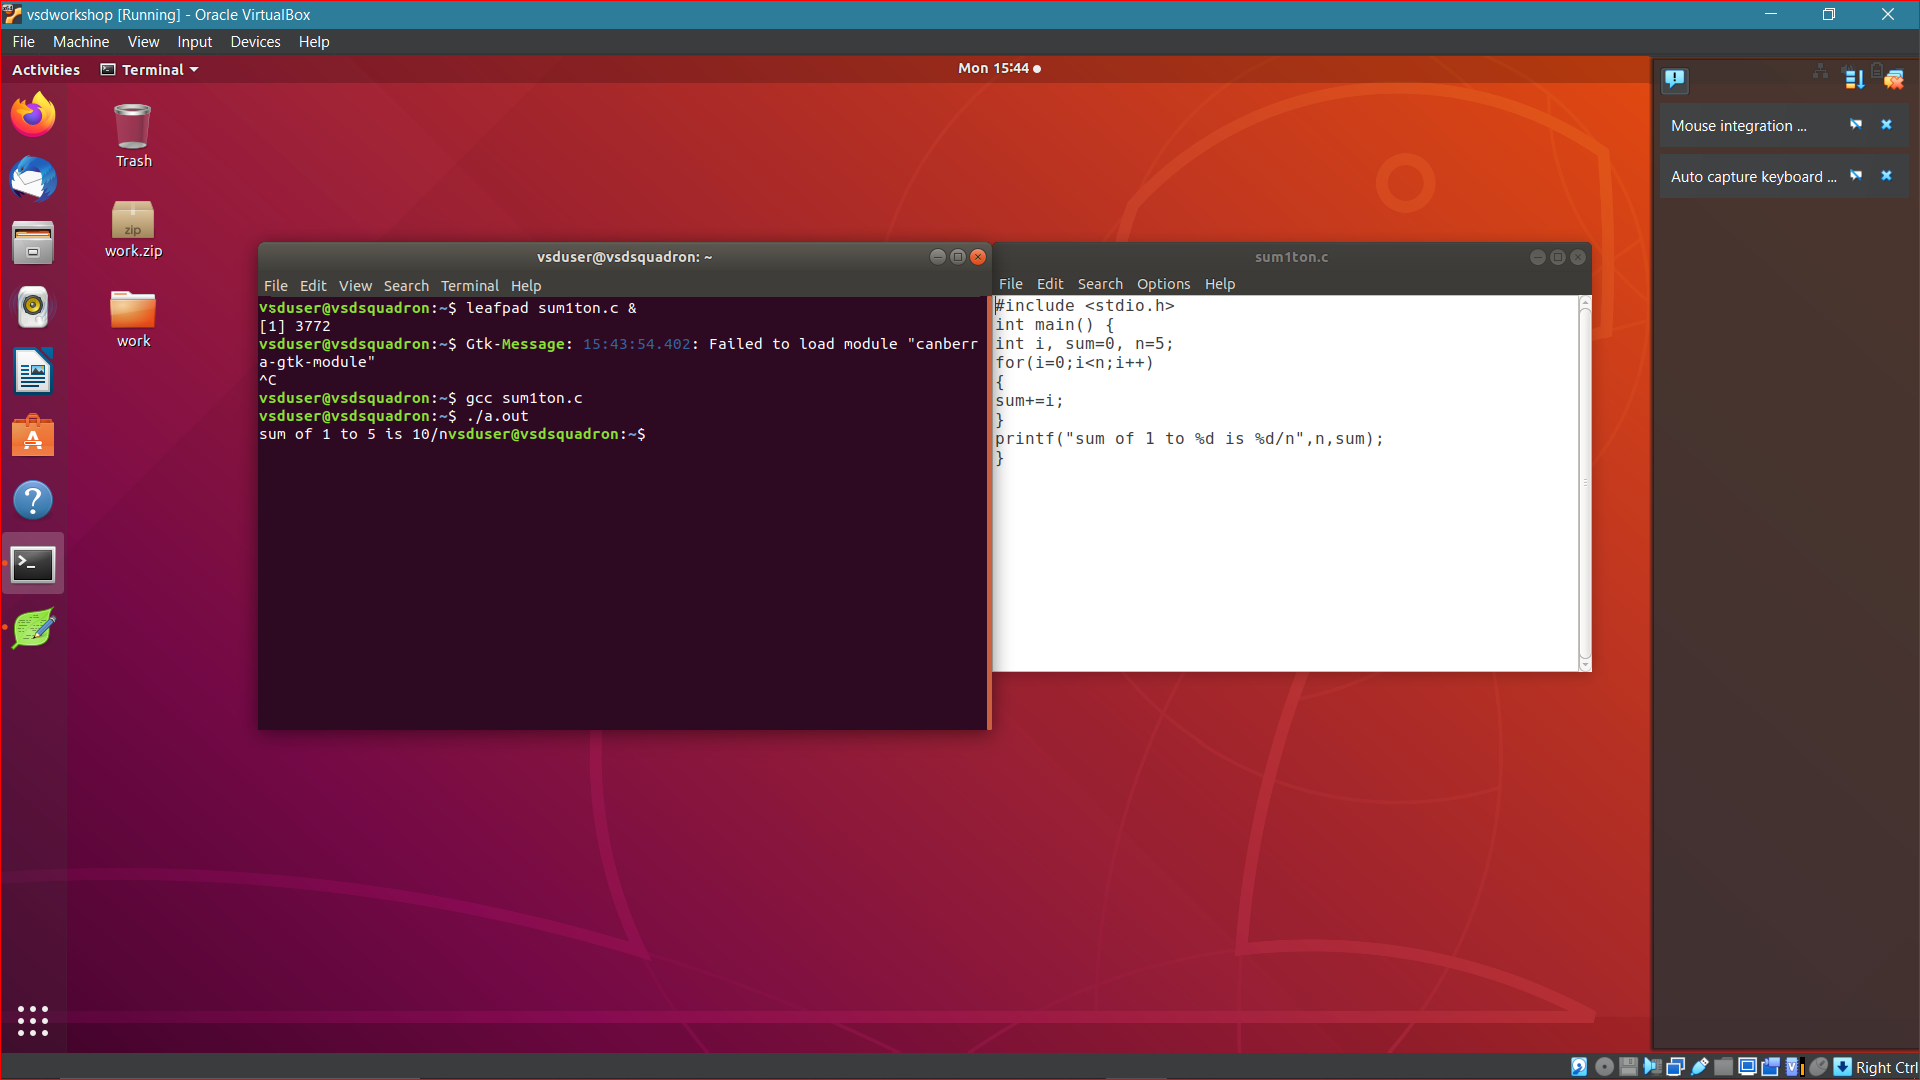 vsdworkshop [Running] - Oracle VirtualBox
File Machine View Input Devices Help
Activities Terminal Mon 15:44
Mouse integration ...
Auto capture keyboard ...
Trash
zip
work.zip
work
vsduser@vsdsquadron: ~
File Edit View Search Terminal Help
vsduser@vsdsquadron:~$ leafpad sum1ton.c &
[1] 3772
vsduser@vsdsquadron:~$ Gtk-Message: 15:43:54.402: Failed to load module "canberr
a-gtk-module"
^C
vsduser@vsdsquadron:~$ gcc sum1ton.c
vsduser@vsdsquadron:~$ ./a.out
sum of 1 to 5 is 10/nvsduser@vsdsquadron:~$
sum1ton.c
File Edit Search Options Help
#include <stdio.h>
int main() {
int i, sum=0, n=5;
for(i=0;i<n;i++)
{
sum+=i;
}
printf("sum of 1 to %d is %d/n",n,sum);
}
Right Ctrl